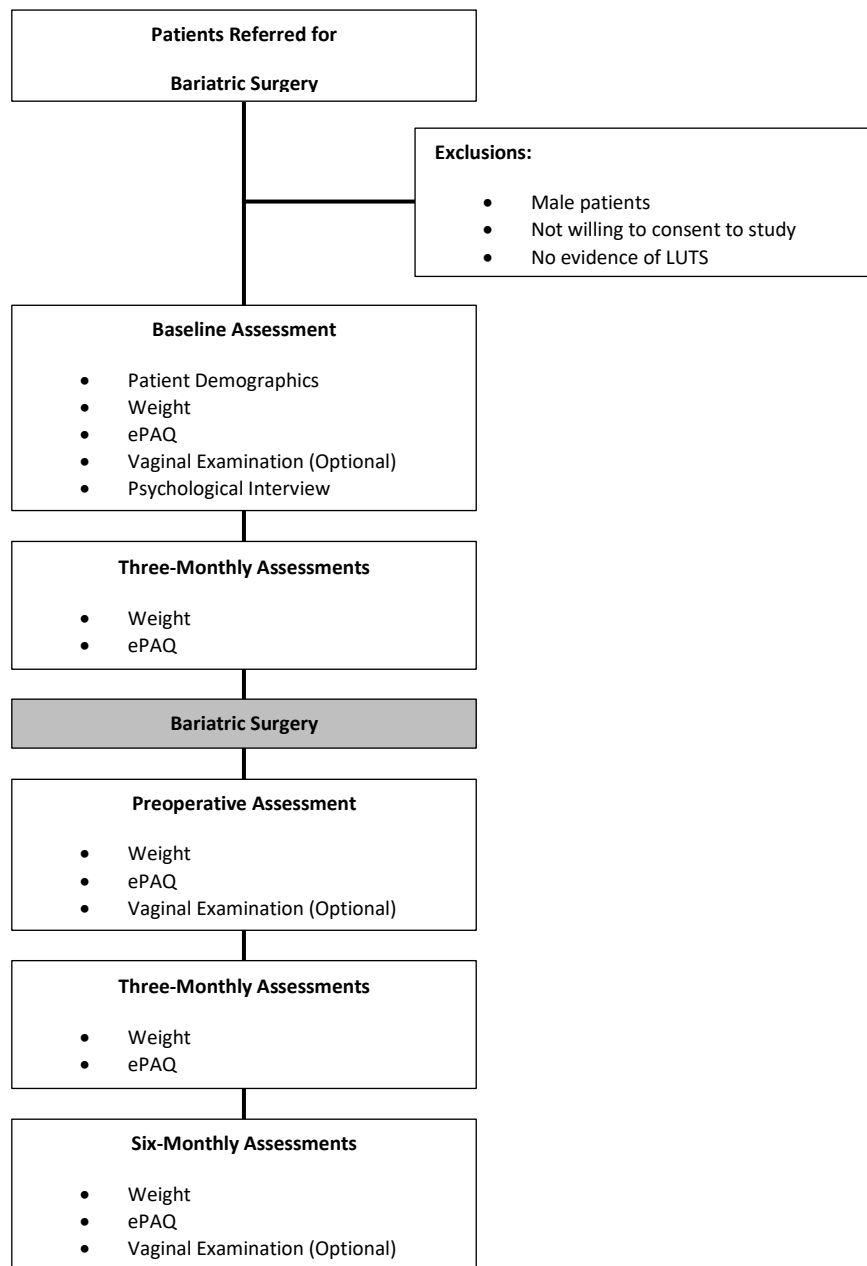 Patients Referred for
Bariatric Surgery
Exclusions:
• Male patients
• Not willing to consent to study
• No evidence of LUTS
Baseline Assessment
• Patient Demographics
• Weight
• ePAQ
• Vaginal Examination (Optional)
• Psychological Interview
Three-Monthly Assessments
• Weight
• ePAQ
Bariatric Surgery
Preoperative Assessment
• Weight
• ePAQ
• Vaginal Examination (Optional)
Three-Monthly Assessments
• Weight
• ePAQ
Six-Monthly Assessments
• Weight
• ePAQ
• Vaginal Examination (Optional)